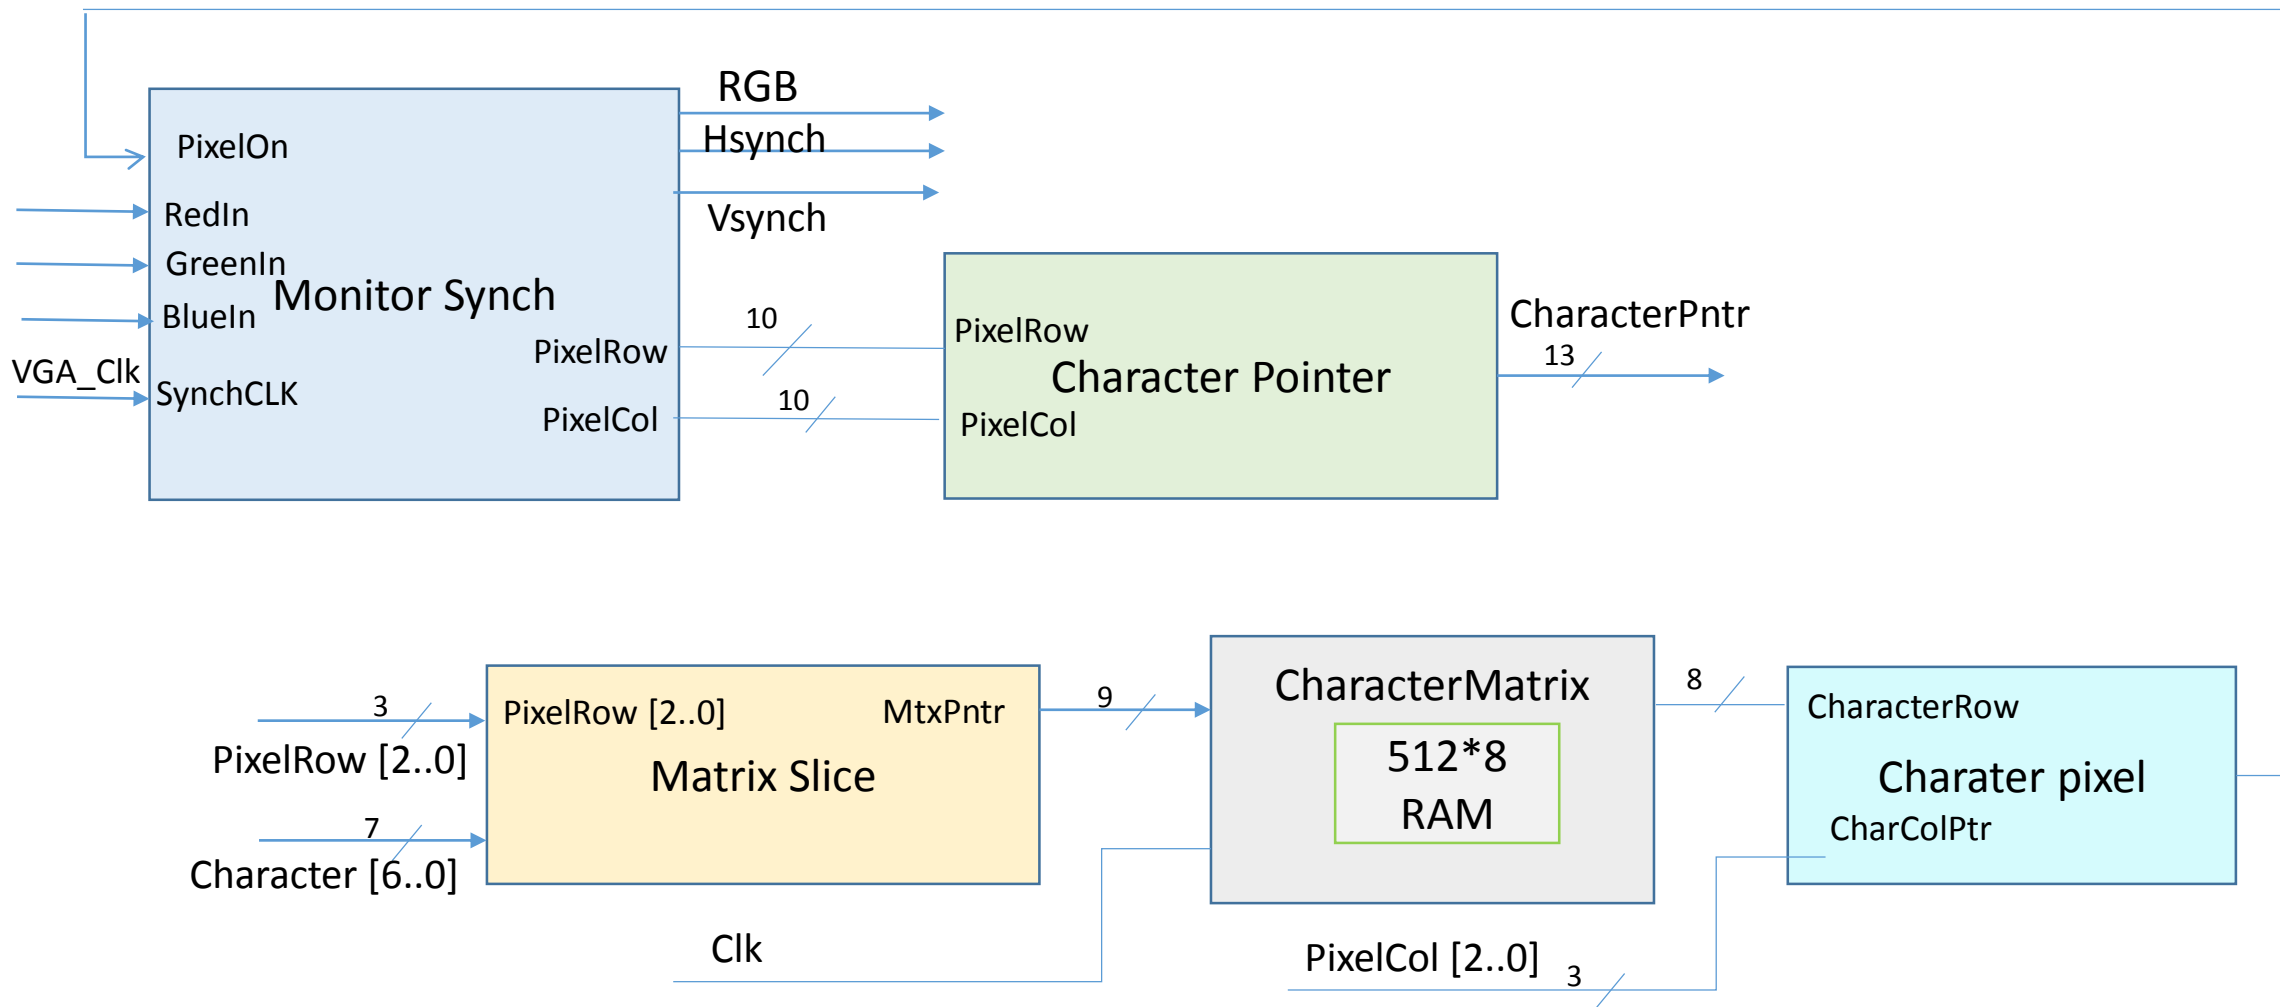 RGB
Hsynch
Vsynch
PixelOn
RedIn
GreenIn
BlueIn
VGA_Clk
SynchCLK
Monitor Synch
PixelRow
PixelCol
10
10
PixelRow
Character Pointer
PixelCol
CharacterPntr
13
3
PixelRow [2..0]
7
Character [6..0]
PixelRow [2..0]
MtxPntr
Matrix Slice
9
Clk
CharacterMatrix
512*8
RAM
8
CharacterRow
Charater pixel
CharColPtr
PixelCol [2..0]
3